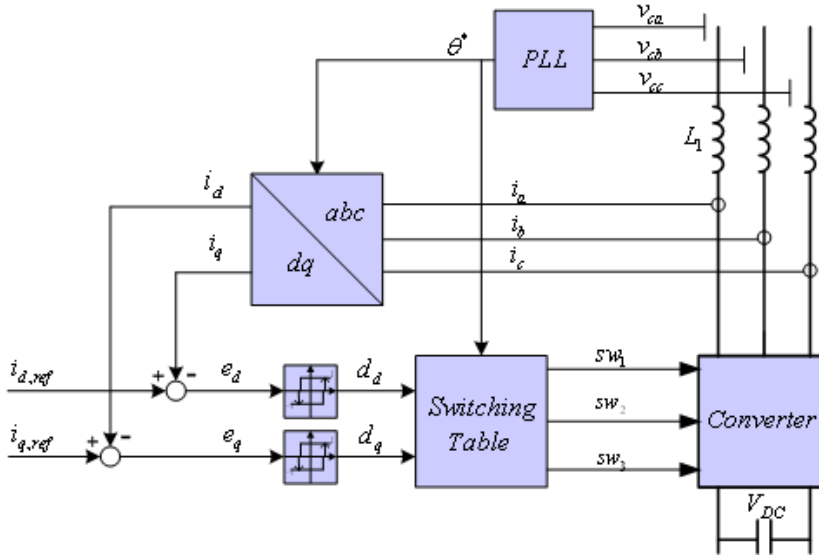 v_ca
θ*
PLL
v_cb
v_cc
L_1
i_d
abc
i_a
i_q
dq
i_b
i_c
i_d,ref
+
-
e_d
d_d
sw_1
Switching
Table
sw_2
Converter
i_q,ref
+
-
e_q
d_q
sw_3
V_DC